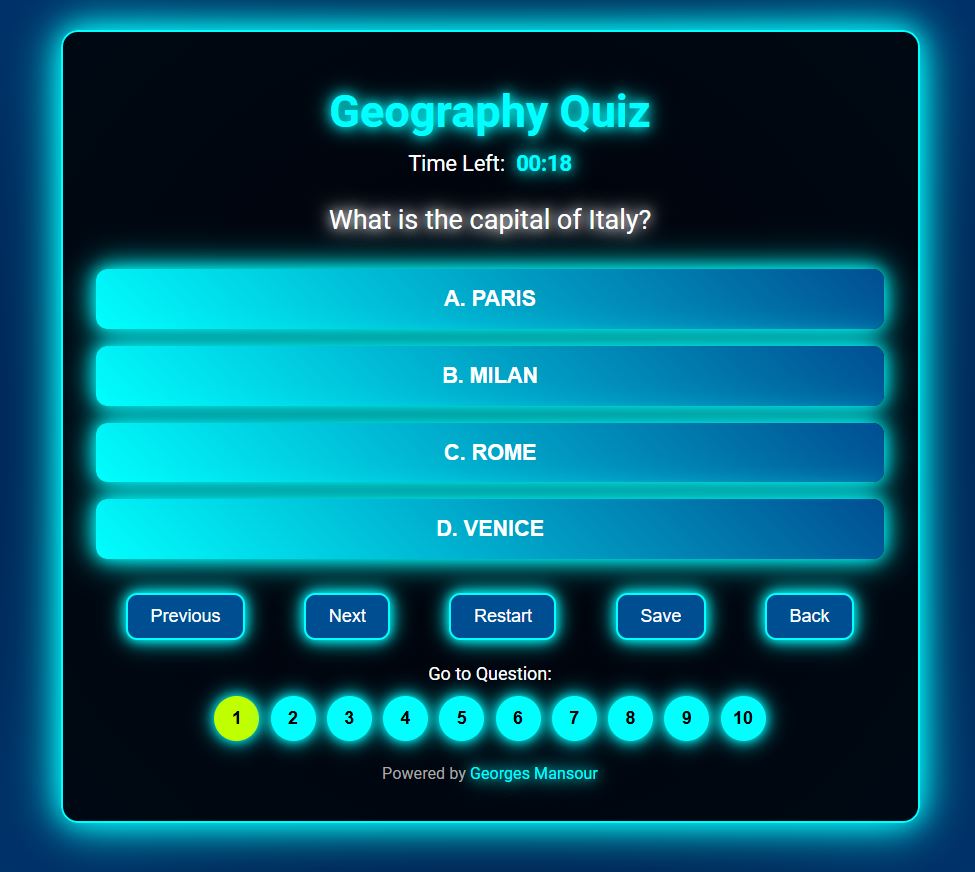 Geography Quiz
Time Left: 00:18
What is the capital of Italy?
A. PARIS
B. MILAN
C. ROME
D. VENICE
Previous Next Restart Save Back
Go to Question:
1 2 3 4 5 6 7 8 9 10
Powered by Georges Mansour